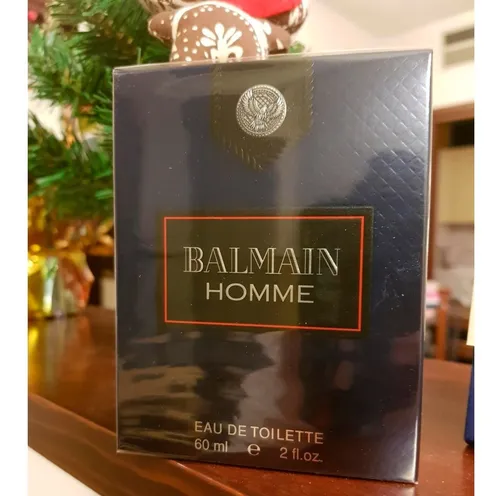 BALMAIN
HOMME
EAU DE TOILETTE
60 ml e 2 fl.oz.